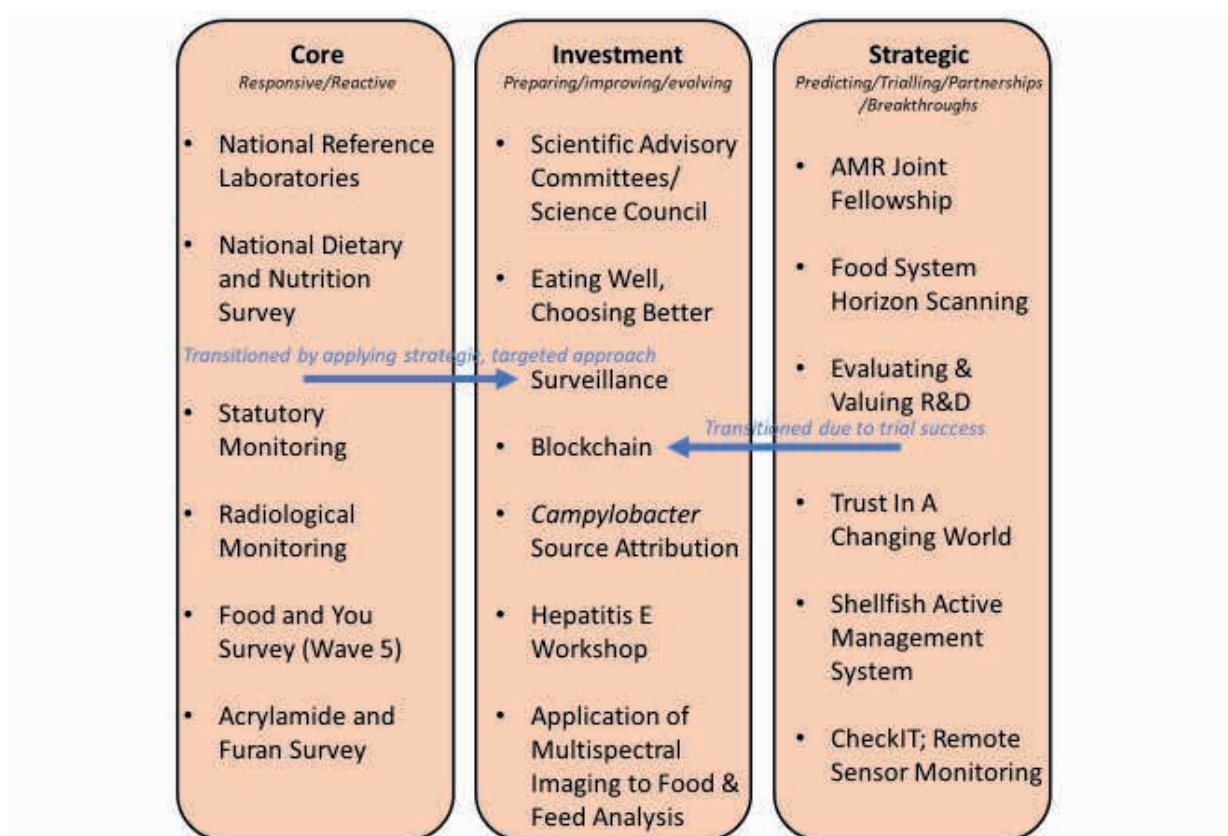 Core
Responsive/Reactive
• National Reference
Laboratories
• National Dietary
and Nutrition
Survey
Transitioned by applying strategic, targeted approach
• Statutory
Monitoring
• Radiological
Monitoring
• Food and You
Survey (Wave 5)
• Acrylamide and
Furan Survey
Investment
Preparing/improving/evolving
• Scientific Advisory
Committees/
Science Council
• Eating Well,
Choosing Better
Surveillance
• Blockchain
• Campylobacter
Source Attribution
• Hepatitis E
Workshop
• Application of
Multispectral
Imaging to Food &
Feed Analysis
Strategic
Predicting/Trialling/Partnerships
/Breakthroughs
• AMR Joint
Fellowship
• Food System
Horizon Scanning
• Evaluating &
Valuing R&D
Transitioned due to trial success
• Trust In A
Changing World
• Shellfish Active
Management
System
• CheckIT; Remote
Sensor Monitoring